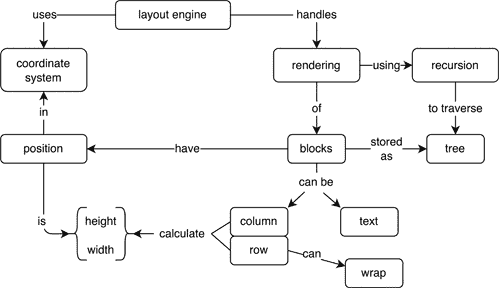 uses
layout engine
handles
coordinate
system
rendering
using
recursion
in
of
to traverse
position
have
blocks
stored
as
tree
can be
is
height
width
calculate
column
row
text
can
wrap